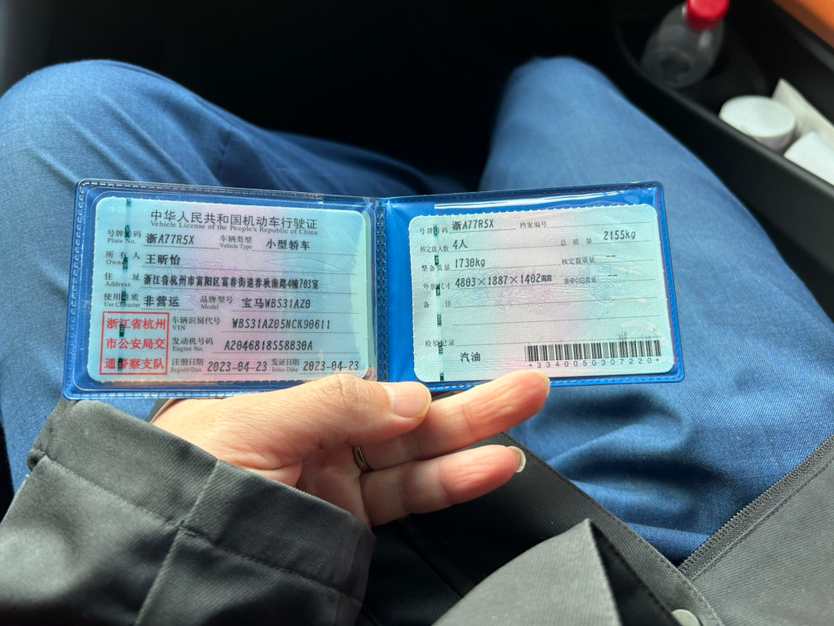 中华人民共和国机动车行驶证
Vehicle License of the People's Republic of China
号牌号码 浙A77R5X 车辆类型 小型轿车
Plate No. Vehicle Type
所有人 王昕怡
Owner
住址 浙江省杭州市富阳区富春街道春秋南路4幢703室
Address
使用性质 非营运 品牌型号 宝马WBS31AZ0
Use Character Model
浙江省杭州市公安局交通警察支队
车辆识别代号 WBS31AZ05NCK90611
VIN
发动机号码 A2046818S58B30A
Engine No.
注册日期 2023-04-23 发证日期 2023-04-23
Register Date Issue Date
号牌号码 浙A77R5X 档案编号
核定载人数 4人 总质量 2155kg
整备质量 1730kg 核定载质量 --
外廓尺寸 4803×1887×1402 --
备注
检验记录
汽油
*3340050307220*